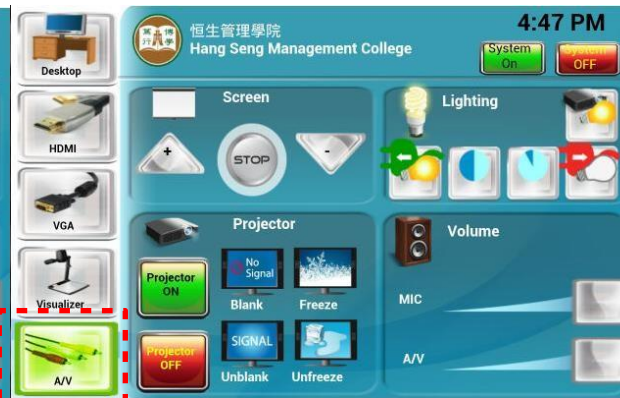 Desktop
HDMI
VGA
Visualizer
A/V
恒生管理學院
Hang Seng Management College
4:47 PM
System
On
System
OFF
Screen
+
STOP
-
Lighting
Projector
Projector
ON
No
Signal
Blank
Freeze
Projector
OFF
SIGNAL
Unblank
Unfreeze
Volume
MIC
A/V